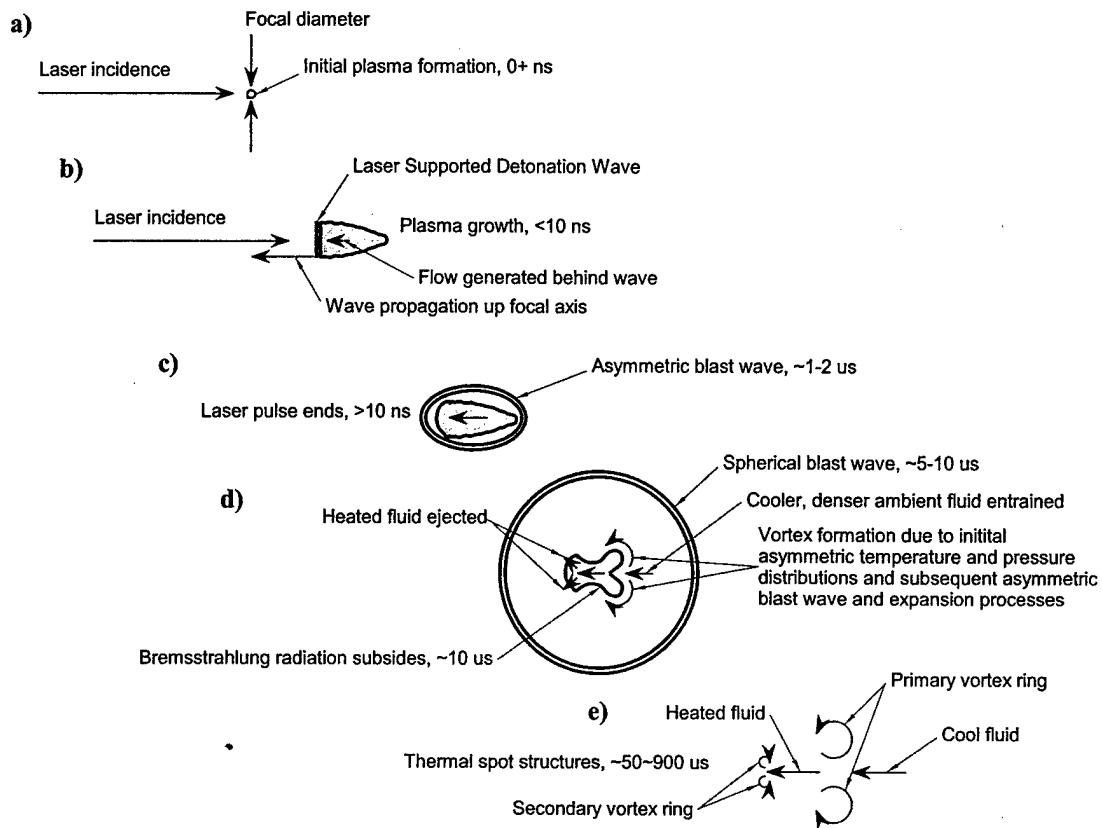 a)
Focal diameter
Laser incidence
Initial plasma formation, 0+ ns
b)
Laser Supported Detonation Wave
Laser incidence
Plasma growth, <10 ns
Flow generated behind wave
Wave propagation up focal axis
c)
Asymmetric blast wave, ~1-2 us
Laser pulse ends, >10 ns
Spherical blast wave, ~5-10 us
d)
Cooler, denser ambient fluid entrained
Heated fluid ejected
Vortex formation due to initital
asymmetric temperature and pressure
distributions and subsequent asymmetric
blast wave and expansion processes
Bremsstrahlung radiation subsides, ~10 us
Primary vortex ring
e)
Heated fluid
Cool fluid
Thermal spot structures, ~50~900 us
Secondary vortex ring